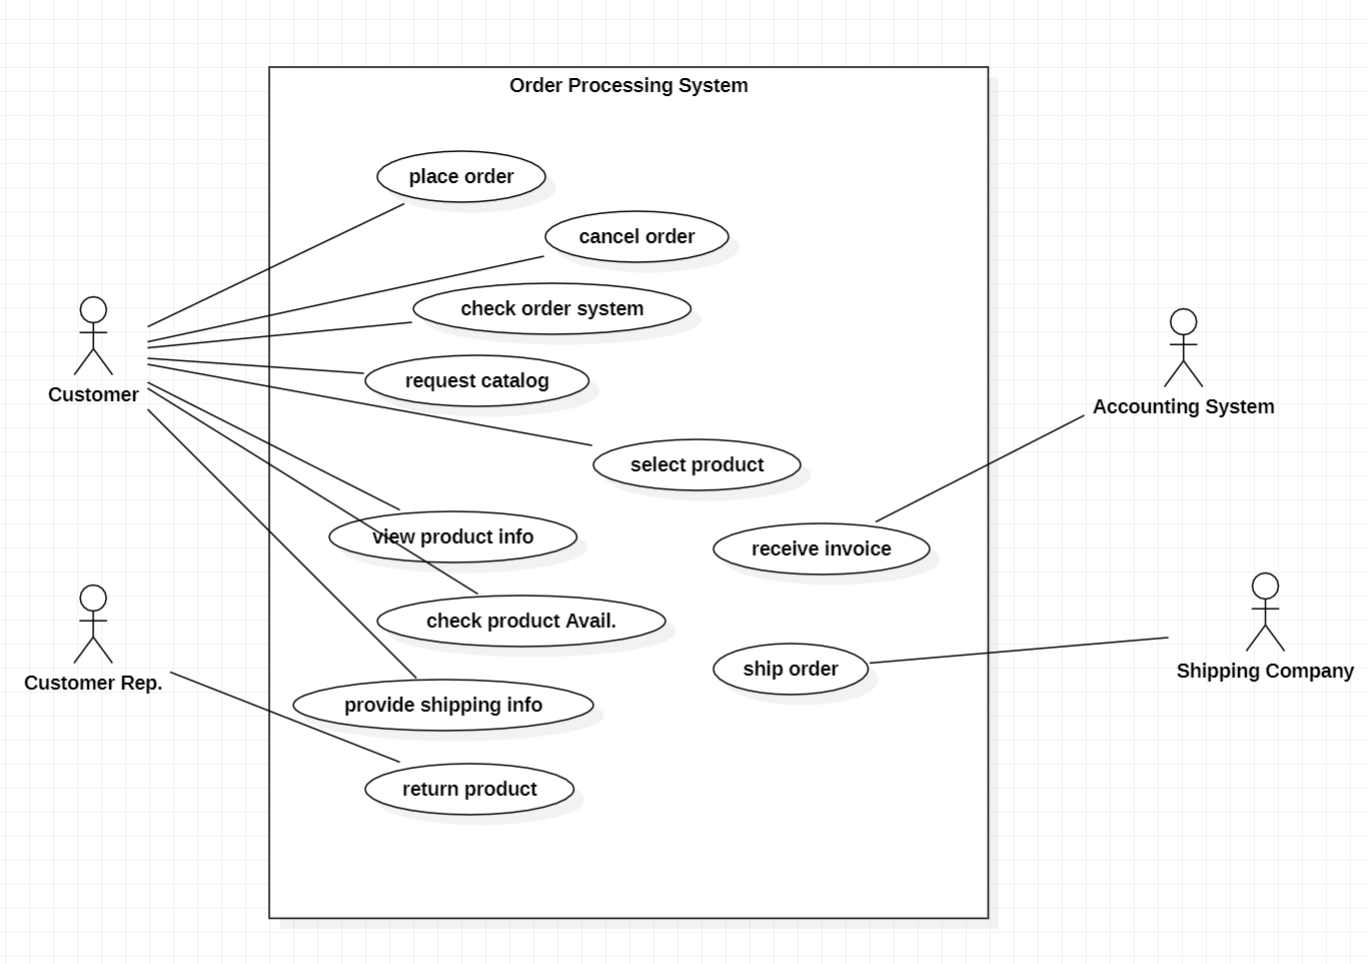 Order Processing System
place order
cancel order
check order system
Customer
request catalog
Accounting System
select product
view product info
receive invoice
check product Avail.
ship order
Shipping Company
Customer Rep.
provide shipping info
return product